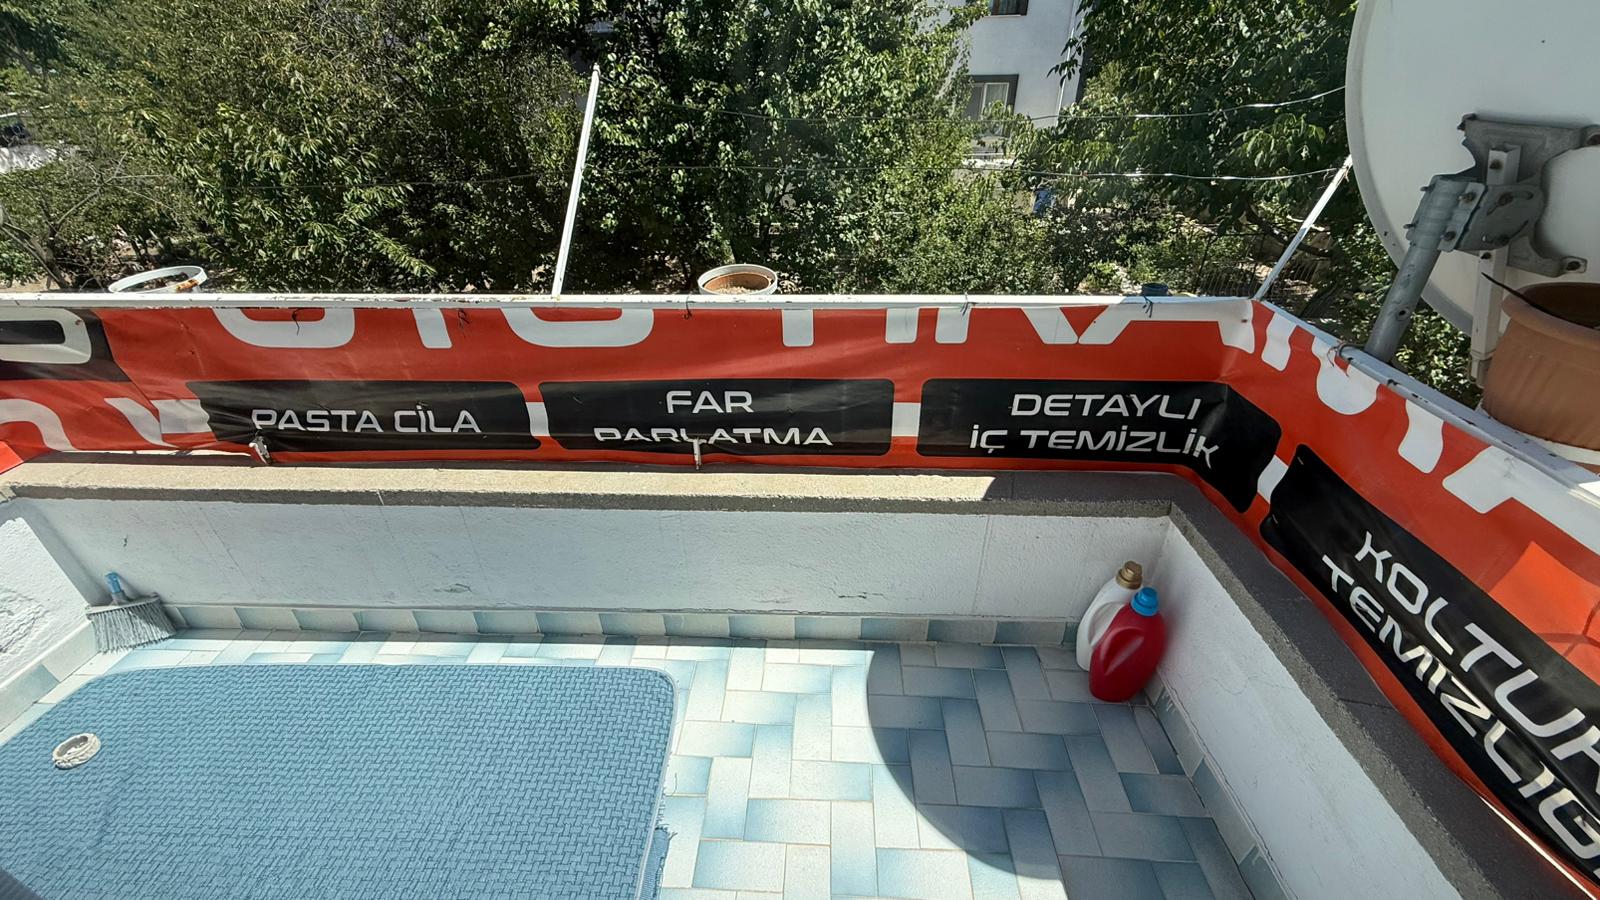 PASTA CİLA
FAR
PARLATMA
DETAYLI
İÇ TEMİZLİK
KOLTUK
TEMİZLİĞİ